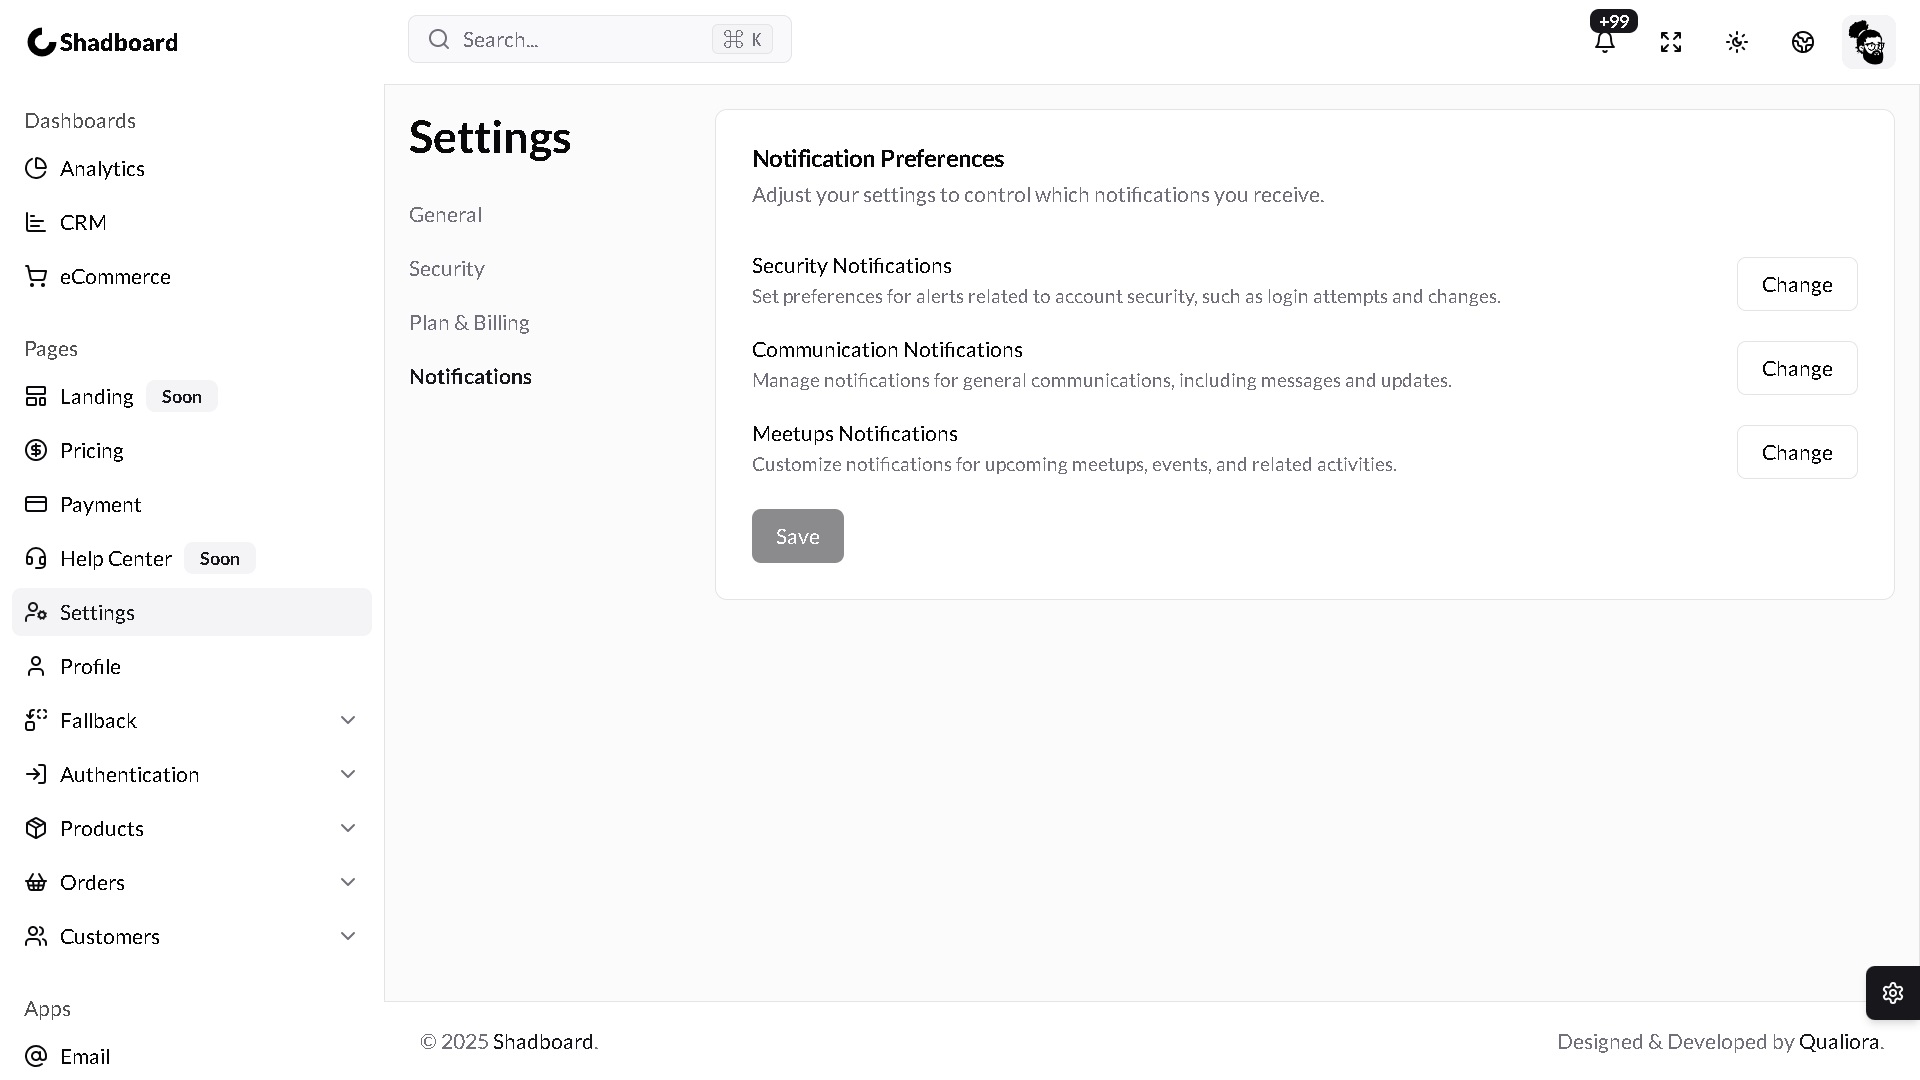 Shadboard
Search...
⌘ K
+99
Dashboards
Analytics
CRM
eCommerce
Pages
Landing Soon
Pricing
Payment
Help Center Soon
Settings
Profile
Fallback
Authentication
Products
Orders
Customers
Apps
Email
Settings
General
Security
Plan & Billing
Notifications
Notification Preferences
Adjust your settings to control which notifications you receive.
Security Notifications
Set preferences for alerts related to account security, such as login attempts and changes.
Change
Communication Notifications
Manage notifications for general communications, including messages and updates.
Change
Meetups Notifications
Customize notifications for upcoming meetups, events, and related activities.
Change
Save
© 2025 Shadboard.
Designed & Developed by Qualiora.